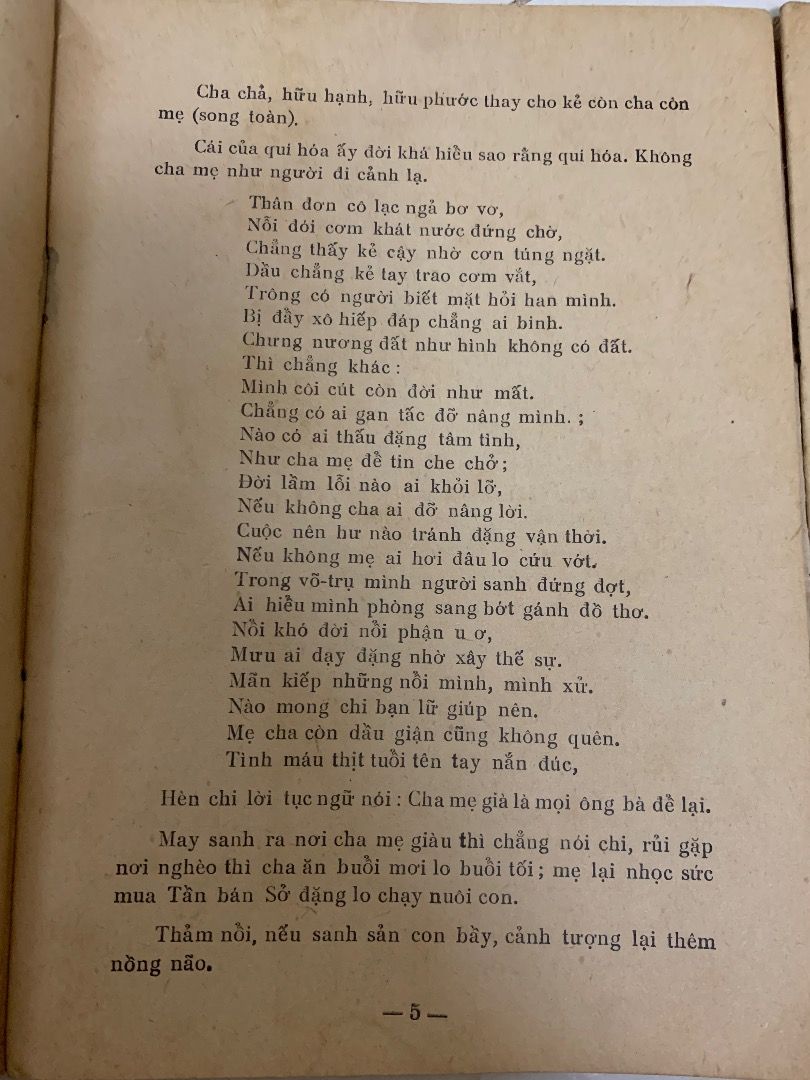 Cha chả, hữu hạnh, hữu phước thay cho kẻ còn cha còn
mẹ (song toàn).
Cái của quí hóa ấy đời khá hiểu sao rằng quí hóa. Không
cha mẹ như người đi cảnh lạ.
Thân đơn cô lạc ngả bơ vơ,
Nỗi đói cơm khát nước đứng chờ,
Chẳng thấy kẻ cậy nhờ cơn túng ngặt.
Dầu chẳng kẻ tay trao cơm vắt,
Trông có người biết mặt hỏi han mình.
Bị đầy xô hiếp đáp chẳng ai binh.
Chưng nương đất như hình không có đất.
Thì chẳng khác :
Mình côi cút còn đời như mất.
Chẳng có ai gan tấc đỡ nâng mình. ;
Nào có ai thấu đặng tâm tình,
Như cha mẹ để tin che chở ;
Đời lầm lỗi nào ai khỏi lỡ,
Nếu không cha ai đỡ nâng lời.
Cuộc nên hư nào tránh đặng vận thời.
Nếu không mẹ ai hơi đâu lo cứu vớt.
Trong võ-trụ mình người sanh đứng đợt,
Ai hiểu mình phòng sang bớt gánh đồ thơ.
Nồi khó đời nồi phận u ơ,
Mưu ai dạy đặng nhờ xây thế sự.
Mãn kiếp những nồi mình, mình xử.
Nào mong chi bạn lữ giúp nên.
Mẹ cha còn dầu giận cũng không quên.
Tình máu thịt tuổi tên tay nắn đúc,
Hèn chi lời tục ngữ nói : Cha mẹ già là mọi ông bà để lại.
May sanh ra nơi cha mẹ giàu thì chẳng nói chi, rủi gặp
nơi nghèo thì cha ăn buổi mơi lo buổi tối ; mẹ lại nhọc sức
mua Tần bán Sở đặng lo chạy nuôi con.
Thảm nồi, nếu sanh sản con bầy, cảnh tượng lại thêm
nồng não.
— 5 —